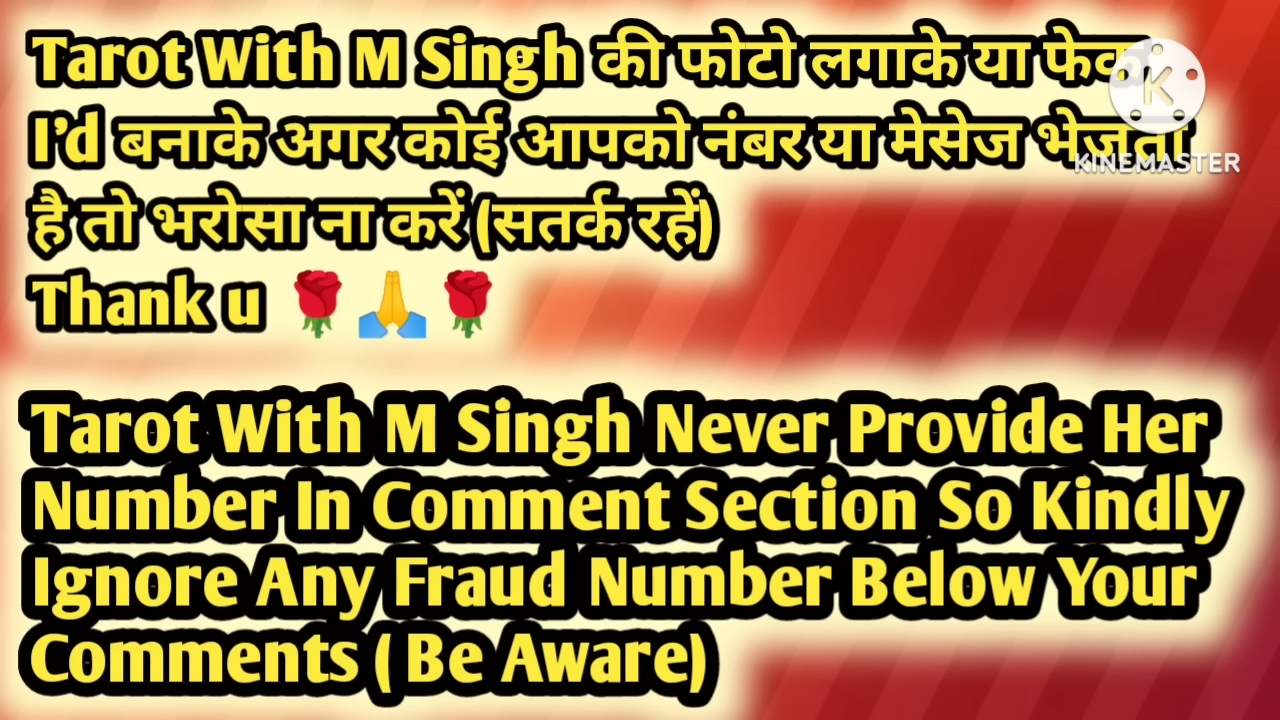 Tarot With M Singh की फोटो लगाके या फेक
I'd बनाके अगर कोई आपको नंबर या मेसेज भेजता
है तो भरोसा ना करें (सतर्क रहें)
Thank u 🌹🙏🌹
K
KINEMASTER
Tarot With M Singh Never Provide Her
Number In Comment Section So Kindly
Ignore Any Fraud Number Below Your
Comments ( Be Aware)